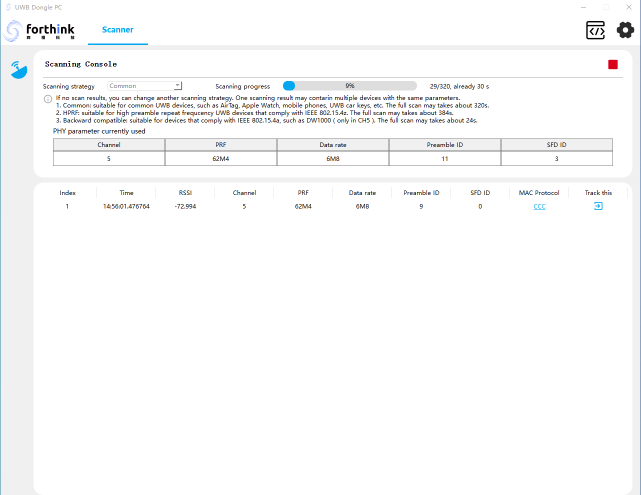 UWB Dongle PC
forthink
Scanner
Scanning Console
Scanning strategy Common Scanning progress 9% 29/320, already 30 s
If no scan results, you can change another scanning strategy. One scanning result may contarin multiple devices with the same parameters.
1. Common: suitable for common UWB devices, such as AirTag, Apple Watch, mobile phones, UWB car keys, etc. The full scan may takes about 320s.
2. HPRF: suitable for high preamble repeat frequency UWB devices that comply with IEEE 802.15.4z. The full scan may takes about 384s.
3. Backward compatible: suitable for devices that comply with IEEE 802.15.4a, such as DW1000 ( only in CH5 ). The full scan may takes about 24s.
PHY parameter currently used
Channel PRF Data rate Preamble ID SFD ID
5 62M4 6M8 11 3
Index Time RSSI Channel PRF Data rate Preamble ID SFD ID MAC Protocol Track this
1 14:56:01.476764 -72.994 5 62M4 6M8 9 0 CCC